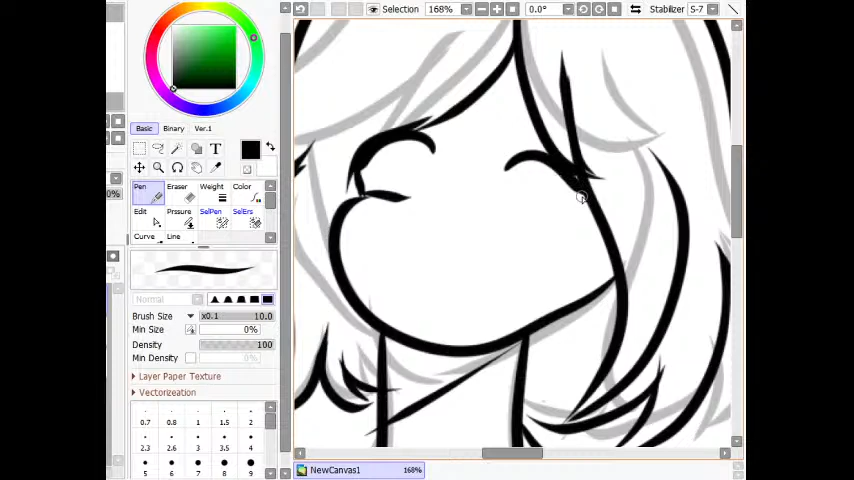 Selection 168% 0.0° Stabilizer S-7
Basic Binary Ver.1
T
Pen Eraser Weight Color
Edit Prssure SelPen SelErs
Curve Line
Normal
Brush Size x0.1 10.0
Min Size 0%
Density 100
Min Density 0%
Layer Paper Texture
Vectorization
0.7 0.8 1 1.5 2
2.3 2.6 3 3.5 4
5 6 7 8 9
0%
NewCanvas1 168%